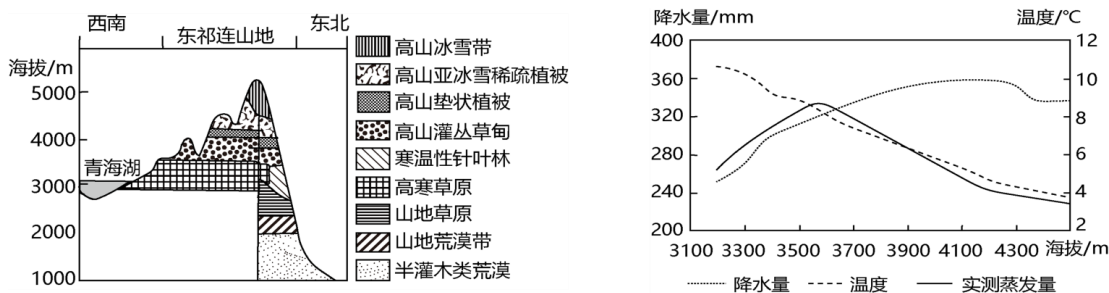 西南
东北
东祁连山地
海拔/m
5000
4000
3000
2000
1000
青海湖
高山冰雪带
高山亚冰雪稀疏植被
高山垫状植被
高山灌丛草甸
寒温性针叶林
高寒草原
山地草原
山地荒漠带
半灌木类荒漠
降水量/mm
温度/℃
400
360
320
280
240
200
12
10
8
6
4
2
3100 3300 3500 3700 3900 4100 4300 海拔/m
降水量 温度 实测蒸发量